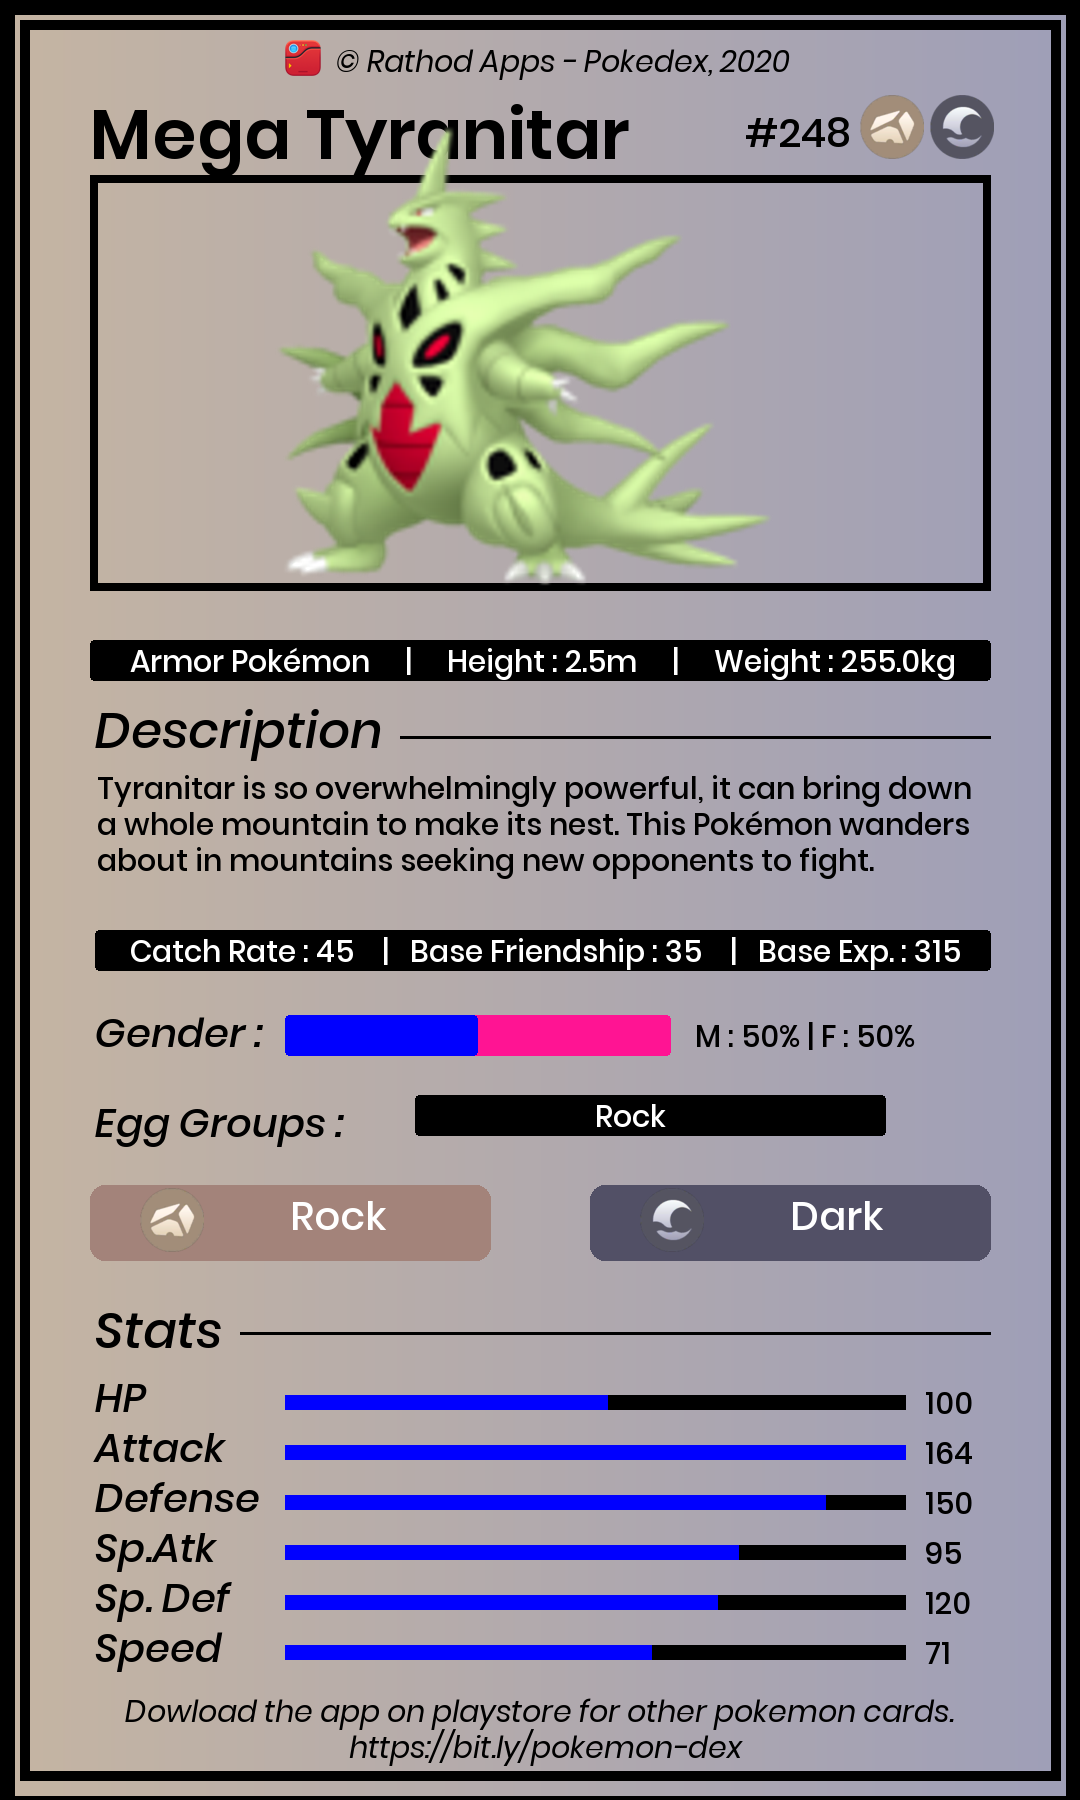 © Rathod Apps - Pokedex, 2020
Mega Tyranitar #248
Armor Pokémon | Height : 2.5m | Weight : 255.0kg
Description
Tyranitar is so overwhelmingly powerful, it can bring down
a whole mountain to make its nest. This Pokémon wanders
about in mountains seeking new opponents to fight.
Catch Rate : 45 | Base Friendship : 35 | Base Exp. : 315
Gender : M : 50% | F : 50%
Egg Groups : Rock
Rock Dark
Stats
HP 100
Attack 164
Defense 150
Sp.Atk 95
Sp. Def 120
Speed 71
Dowload the app on playstore for other pokemon cards.
https://bit.ly/pokemon-dex